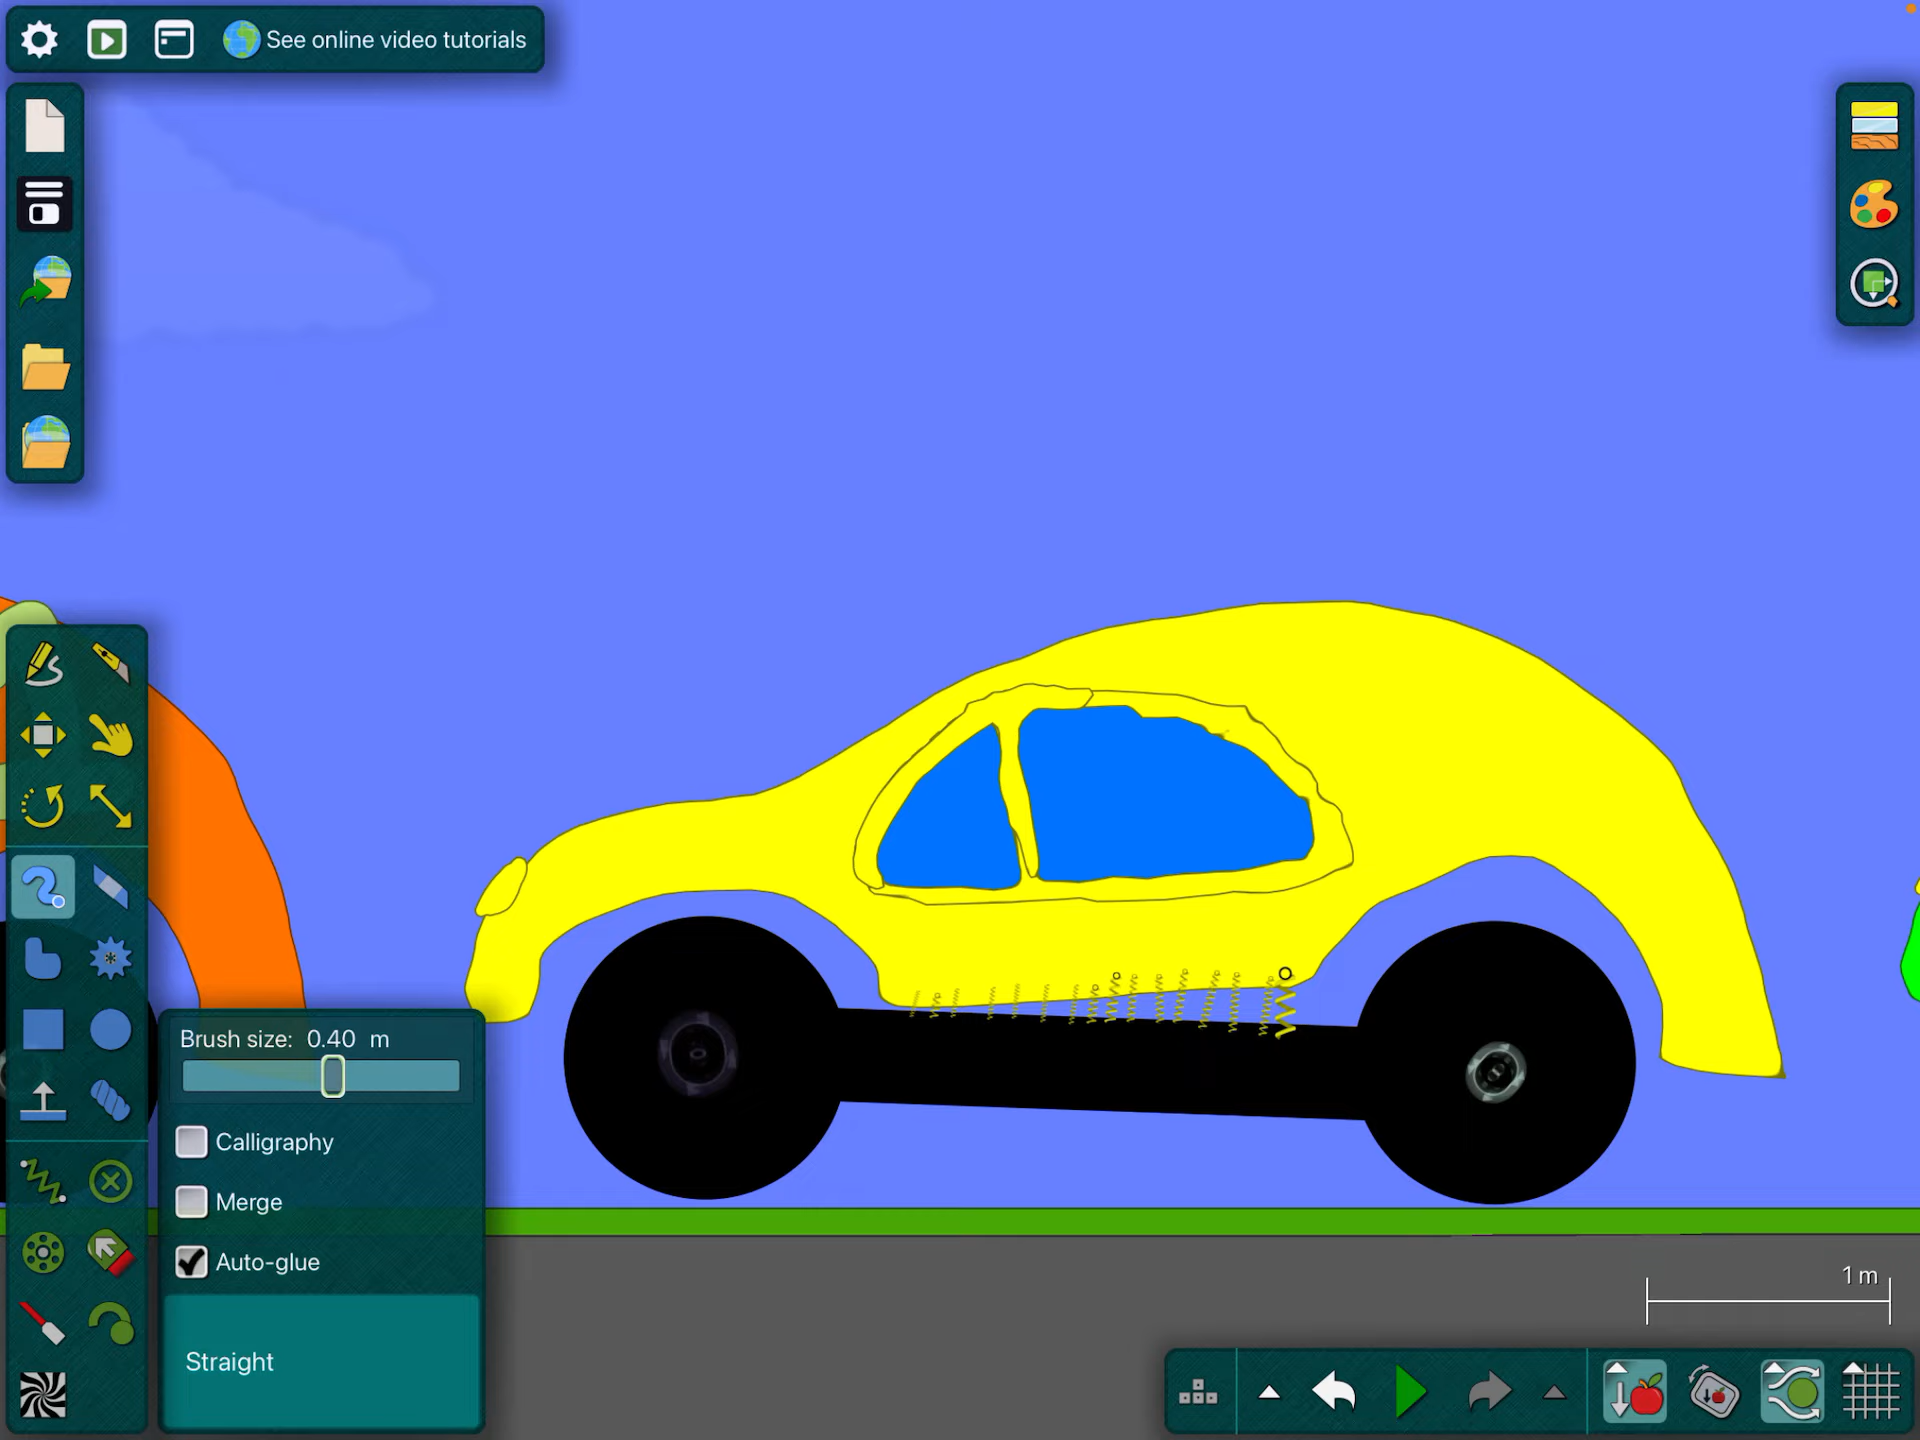 See online video tutorials
Brush size: 0.40 m
Calligraphy
Merge
Auto-glue
Straight
1 m